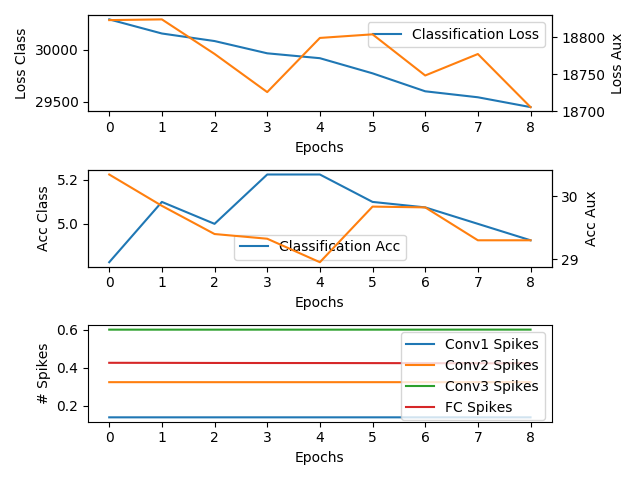 Loss Class
30000
29500
Classification Loss
18800
18750
18700
Loss Aux
0 1 2 3 4 5 6 7 8
Epochs
Acc Class
5.2
5.0
Classification Acc
30
29
Acc Aux
0 1 2 3 4 5 6 7 8
Epochs
# Spikes
0.6
0.4
0.2
Conv1 Spikes
Conv2 Spikes
Conv3 Spikes
FC Spikes
0 1 2 3 4 5 6 7 8
Epochs